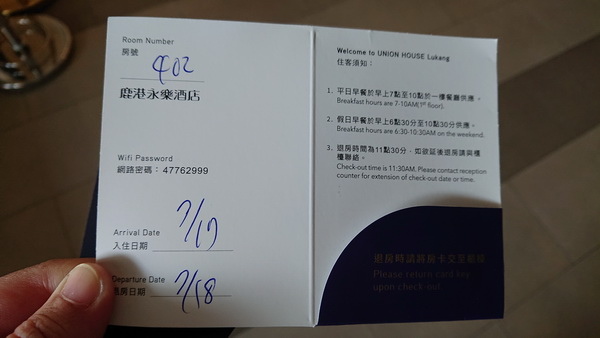 Room Number
房號
402
鹿港永樂酒店
Wifi Password
網路密碼：47762999
Arrival Date
入住日期 7/17
Departure Date
退房日期 7/18
Welcome to UNION HOUSE Lukang
住客須知：
1. 平日早餐於早上7點至10點於一樓餐廳供應。
Breakfast hours are 7-10AM(1st floor).
2. 假日早餐於早上6點30分至10點30分供應。
Breakfast hours are 6:30-10:30AM on the weekend.
3. 退房時間為11點30分，如欲延後退房請與櫃
檯聯絡。
Check-out time is 11:30AM, Please contact reception
counter for extension of check-out date or time.
退房時請將房卡交至櫃檯
Please return card key
upon check-out